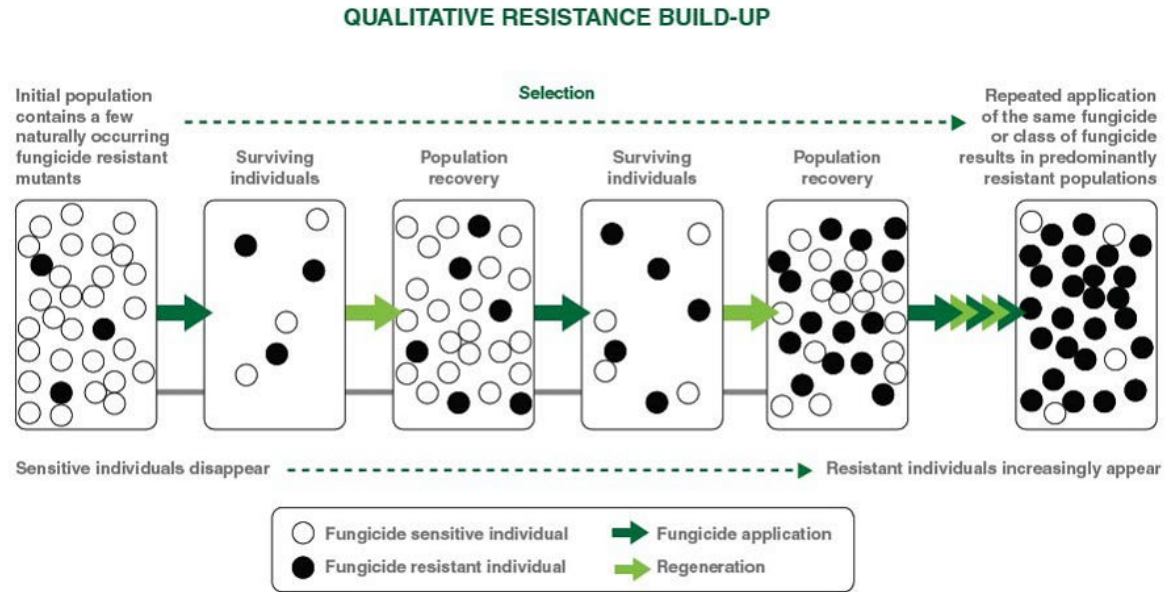 QUALITATIVE RESISTANCE BUILD-UP
Initial population
contains a few
naturally occurring
fungicide resistant
mutants
Selection
Repeated application
of the same fungicide
or class of fungicide
results in predominantly
resistant populations
Surviving
individuals
Population
recovery
Surviving
individuals
Population
recovery
Sensitive individuals disappear
Resistant individuals increasingly appear
Fungicide sensitive individual
Fungicide application
Fungicide resistant individual
Regeneration